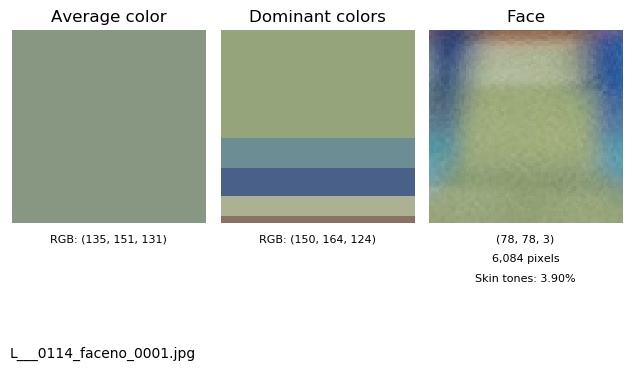 Average color
Dominant colors
Face
RGB: (135, 151, 131)
RGB: (150, 164, 124)
(78, 78, 3)
6,084 pixels
Skin tones: 3.90%
L___0114_faceno_0001.jpg